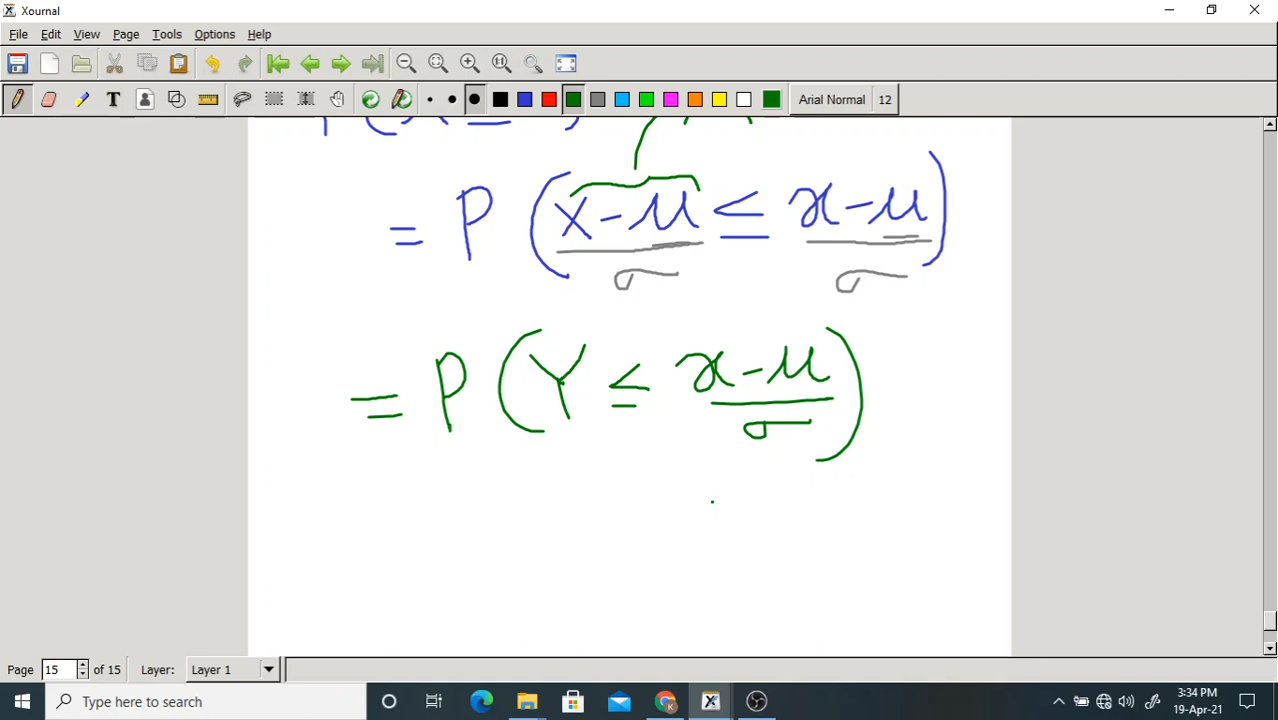 Xournal
File Edit View Page Tools Options Help
Arial Normal 12
= P ( X - μ / σ ≤ x - μ / σ )
= P ( Y ≤ x - μ / σ )
Page 15 of 15 Layer: Layer 1
Type here to search
3:34 PM
19-Apr-21